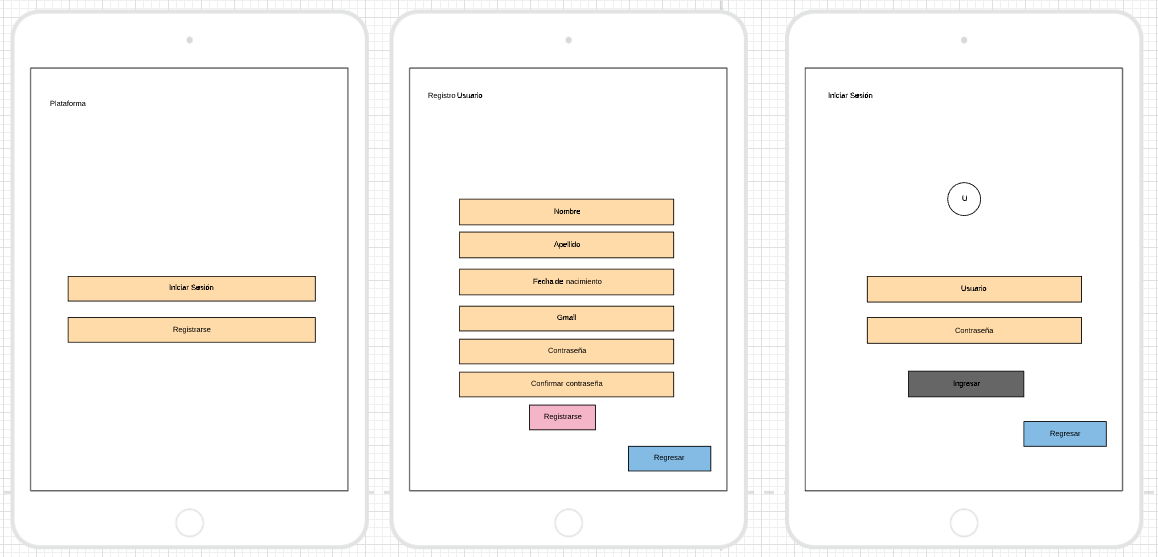 Plataforma
Iniciar Sesión
Registrarse
Registro Usuario
Nombre
Apellido
Fecha de nacimiento
Gmail
Contraseña
Confirmar contraseña
Registrarse
Regresar
Iniciar Sesión
U
Usuario
Contraseña
Ingresar
Regresar